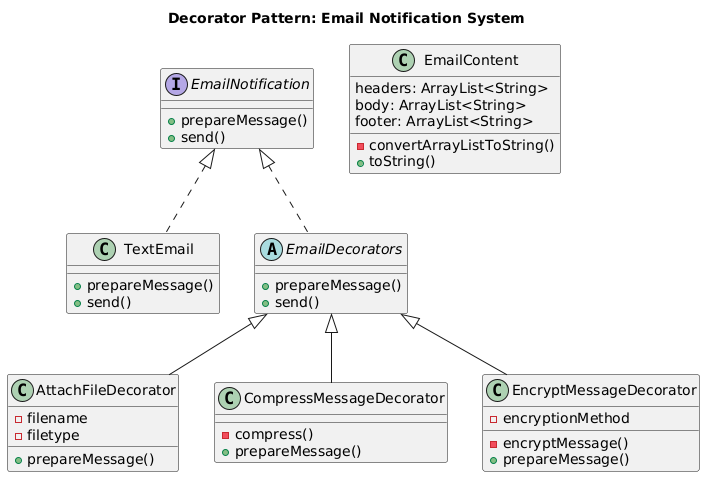 Decorator Pattern: Email Notification System
I EmailNotification
prepareMessage()
send()
C EmailContent
headers: ArrayList<String>
body: ArrayList<String>
footer: ArrayList<String>
convertArrayListToString()
toString()
C TextEmail
prepareMessage()
send()
A EmailDecorators
prepareMessage()
send()
C AttachFileDecorator
filename
filetype
prepareMessage()
C CompressMessageDecorator
compress()
prepareMessage()
C EncryptMessageDecorator
encryptionMethod
encryptMessage()
prepareMessage()